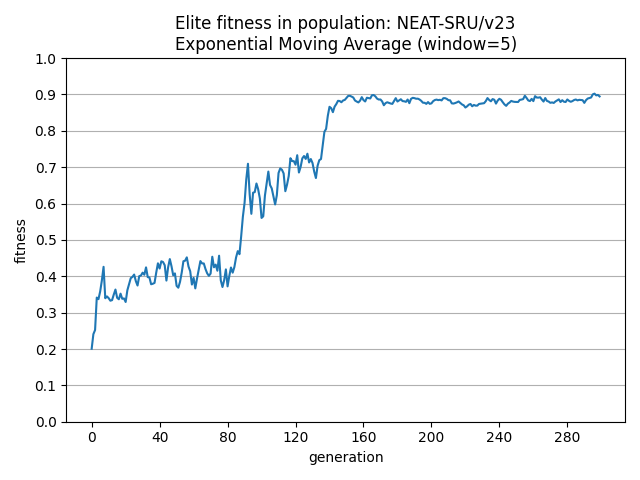 Elite fitness in population: NEAT-SRU/v23
Exponential Moving Average (window=5)
1.0
0.9
0.8
0.7
0.6
0.5
0.4
0.3
0.2
0.1
0.0
fitness
0 40 80 120 160 200 240 280
generation